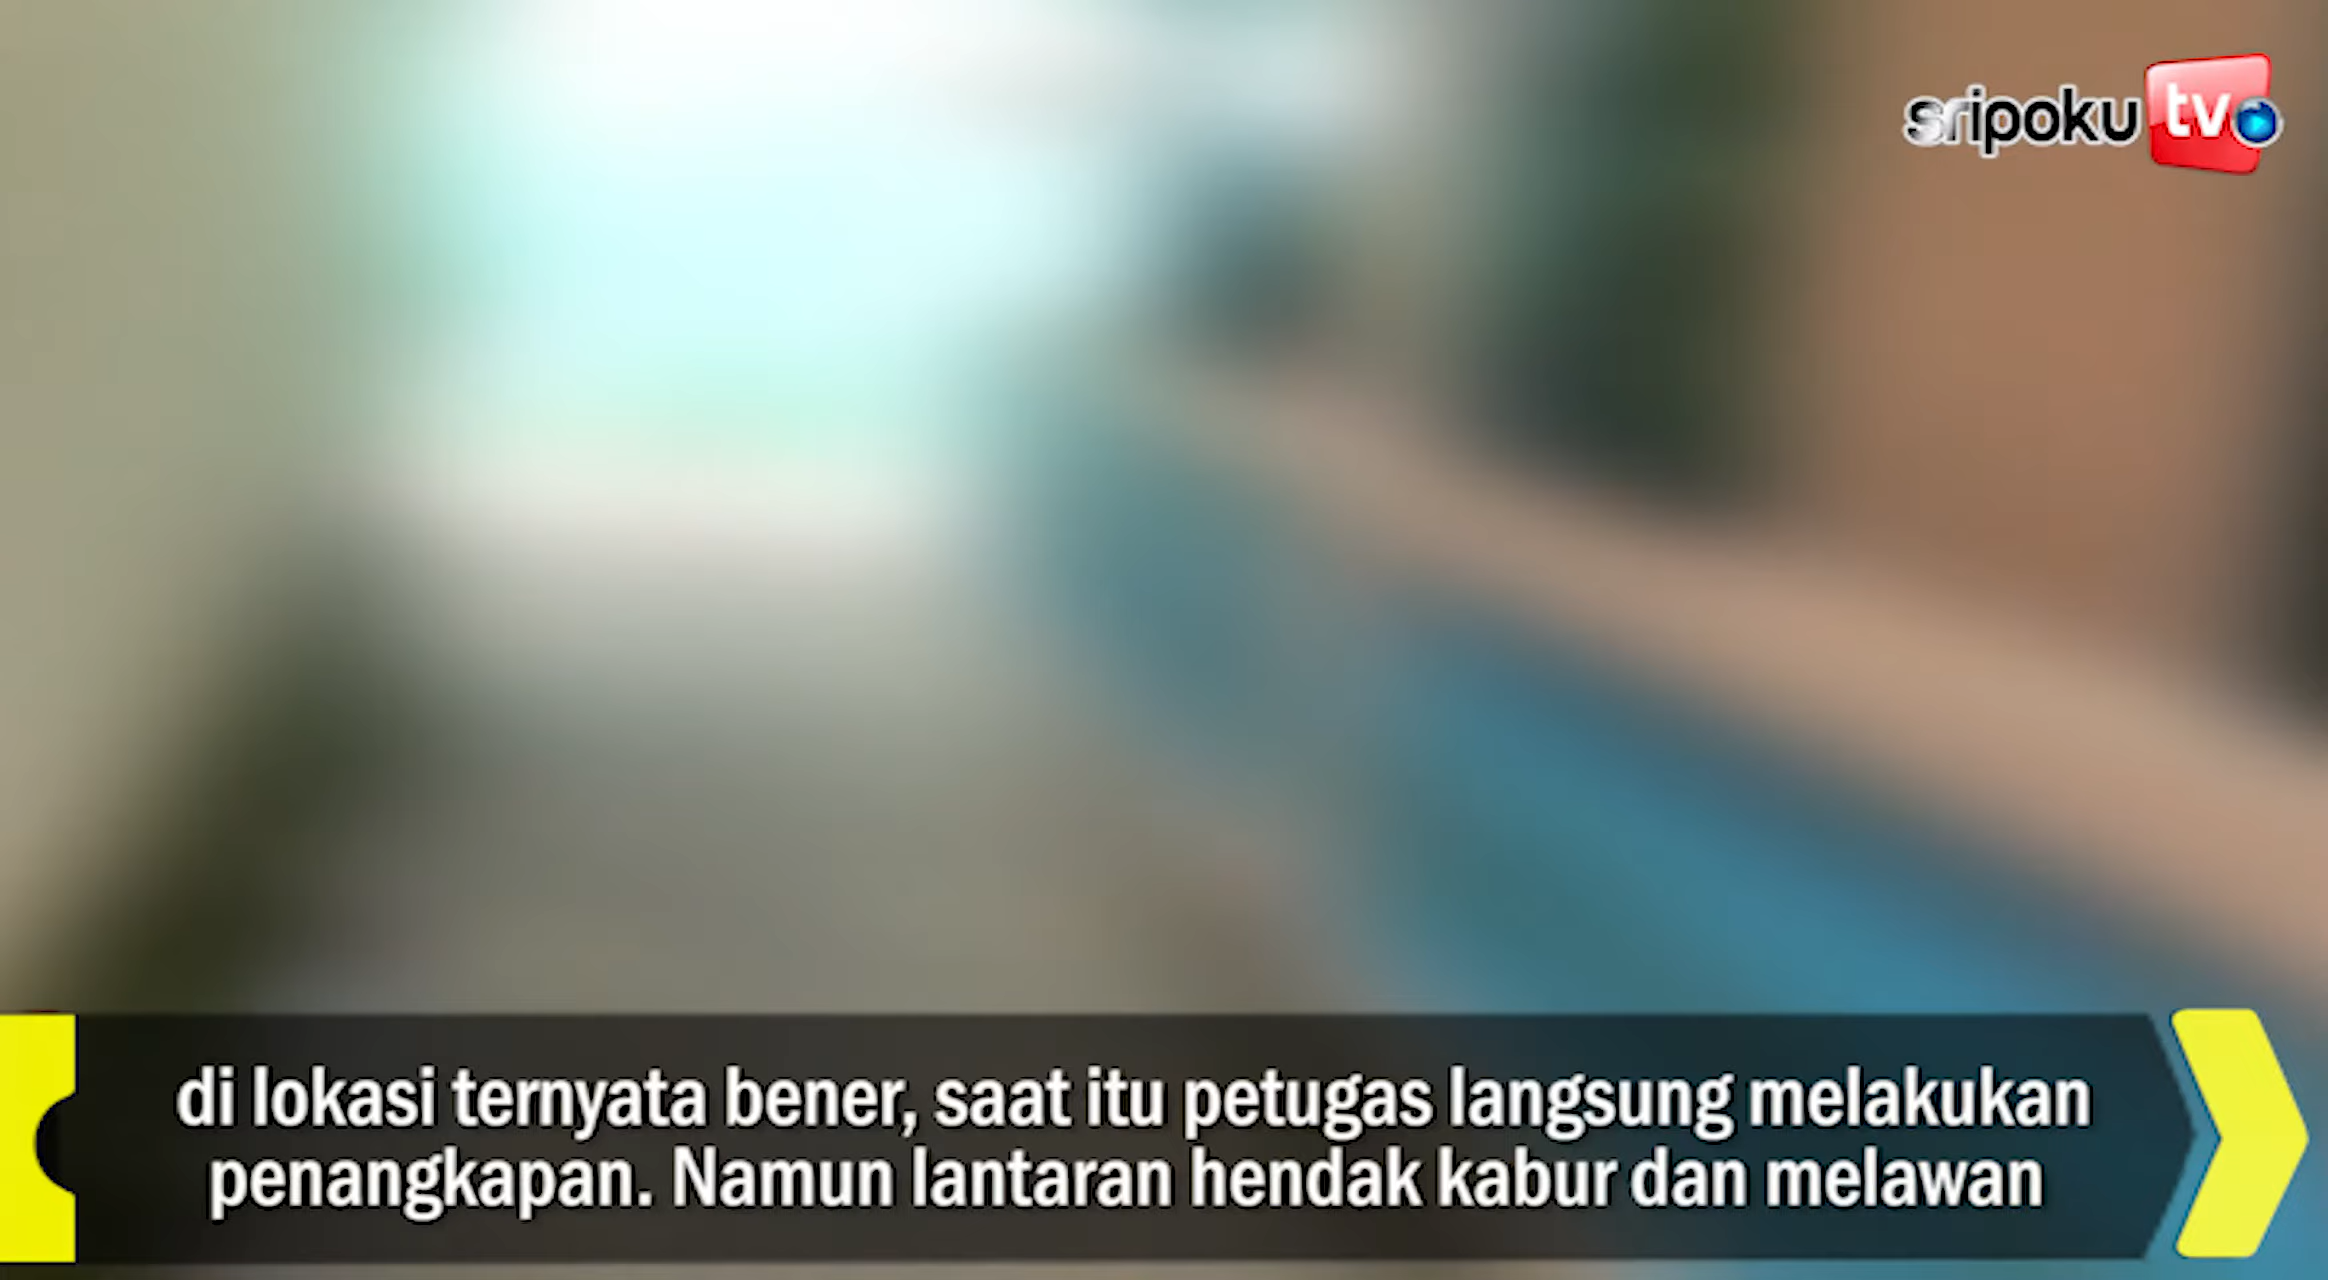 sripoku tv
di lokasi ternyata bener, saat itu petugas langsung melakukan
penangkapan. Namun lantaran hendak kabur dan melawan